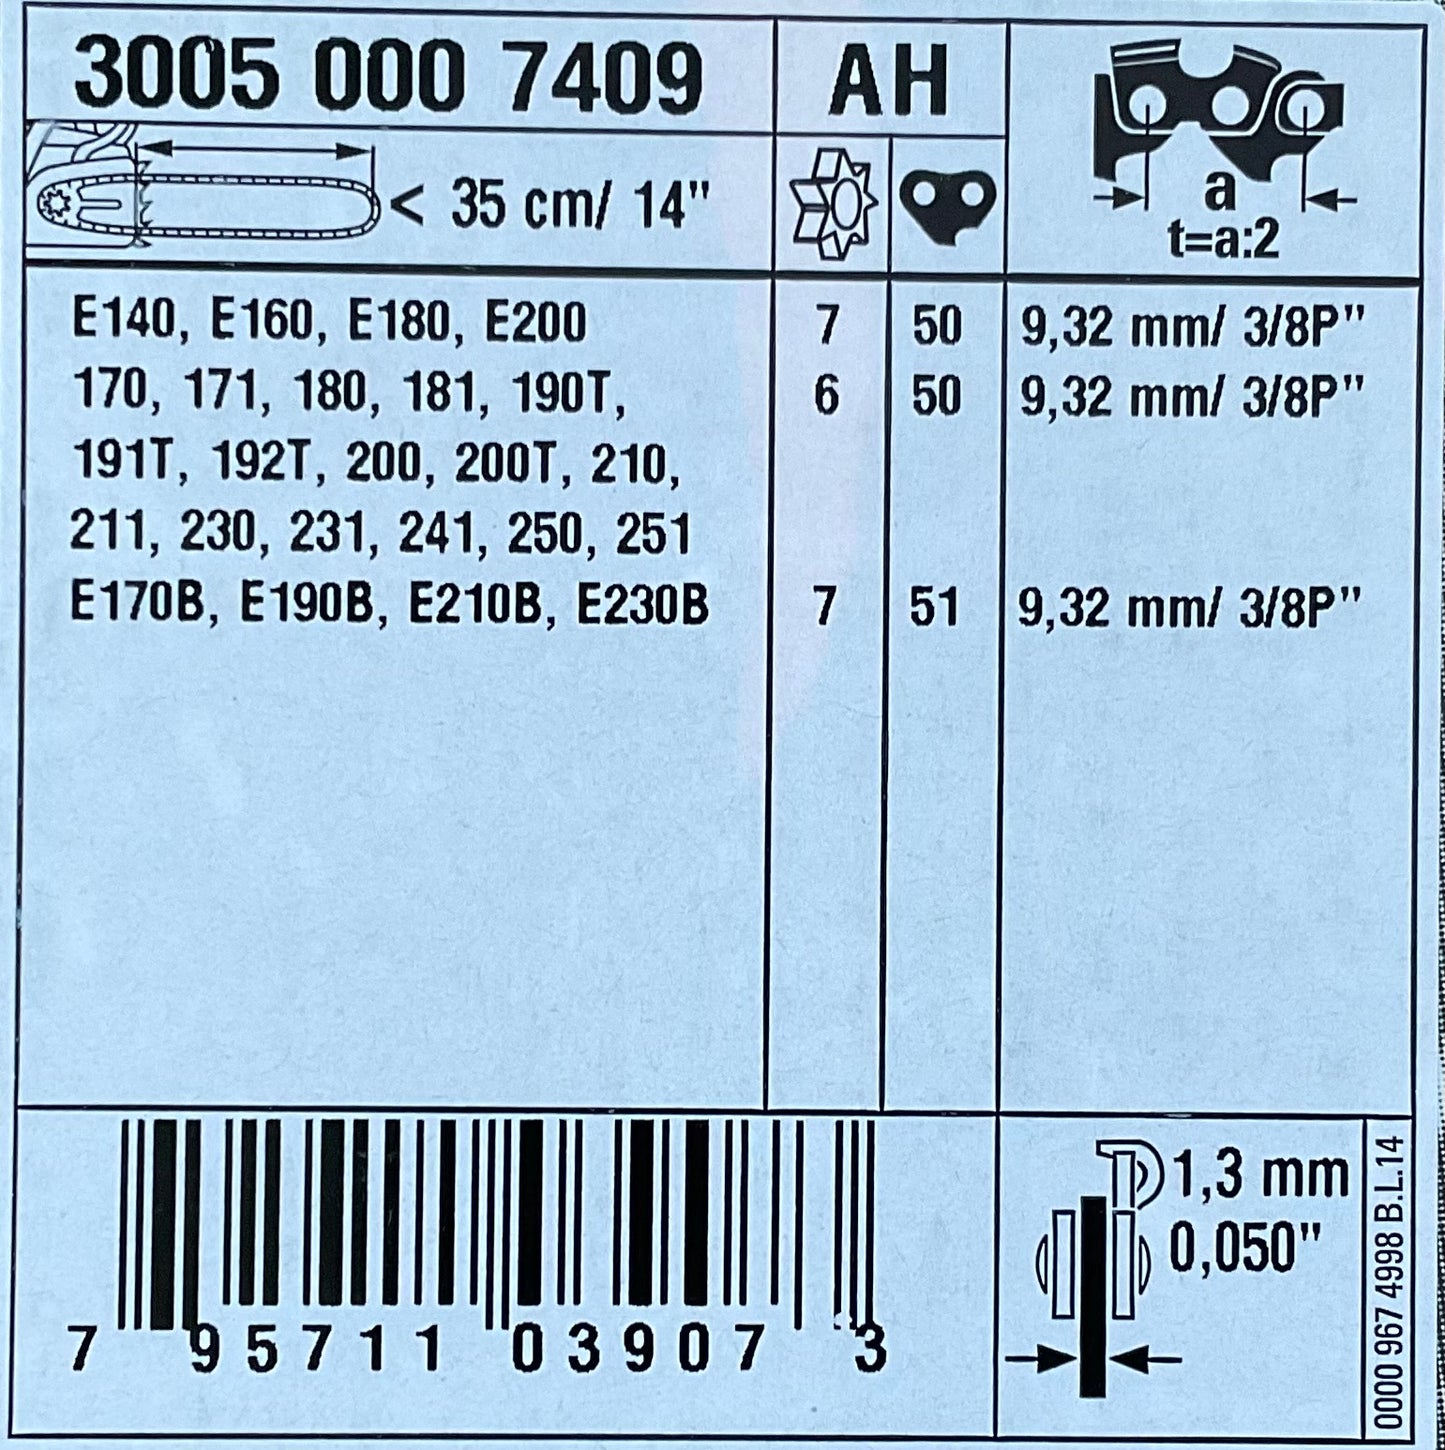 3005 000 7409 AH
a
t=a:2
< 35 cm/ 14"
E140, E160, E180, E200 7 50 9,32 mm/ 3/8P"
170, 171, 180, 181, 190T, 6 50 9,32 mm/ 3/8P"
191T, 192T, 200, 200T, 210,
211, 230, 231, 241, 250, 251
E170B, E190B, E210B, E230B 7 51 9,32 mm/ 3/8P"
7 95711 03907 3
1,3 mm
0,050"
0000 967 4998 B.L.14